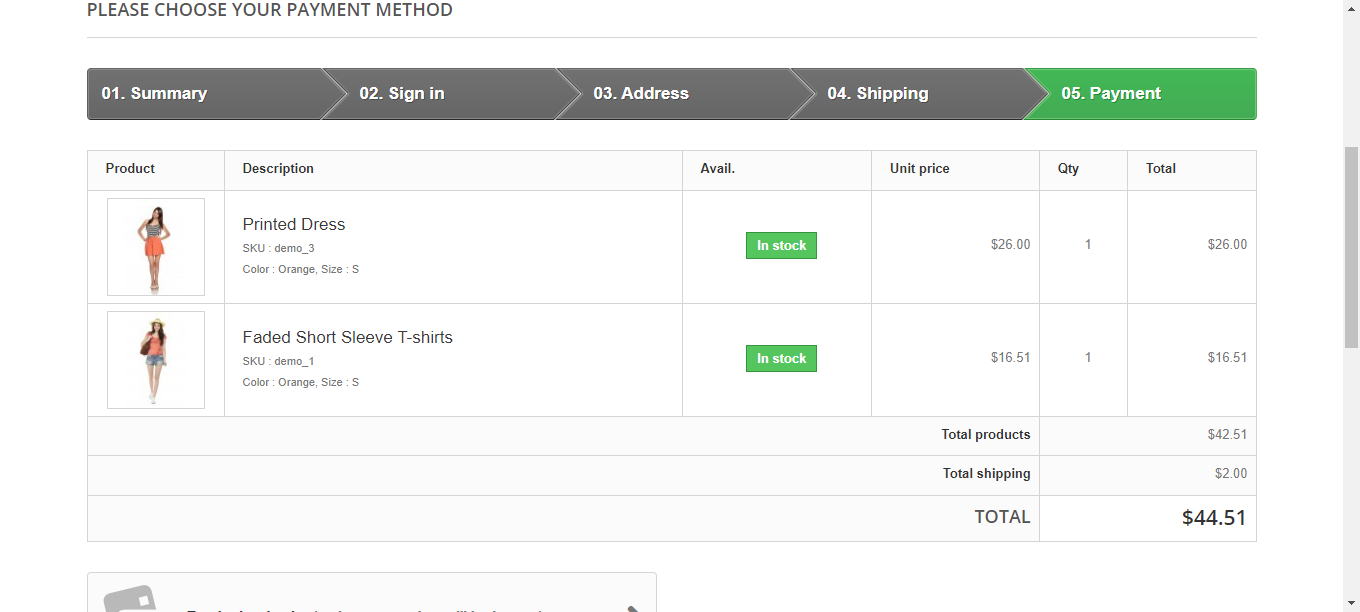 PLEASE CHOOSE YOUR PAYMENT METHOD
01. Summary 02. Sign in 03. Address 04. Shipping 05. Payment
Product Description Avail. Unit price Qty Total
Printed Dress
SKU : demo_3
Color : Orange, Size : S
In stock $26.00 1 $26.00
Faded Short Sleeve T-shirts
SKU : demo_1
Color : Orange, Size : S
In stock $16.51 1 $16.51
Total products $42.51
Total shipping $2.00
TOTAL $44.51